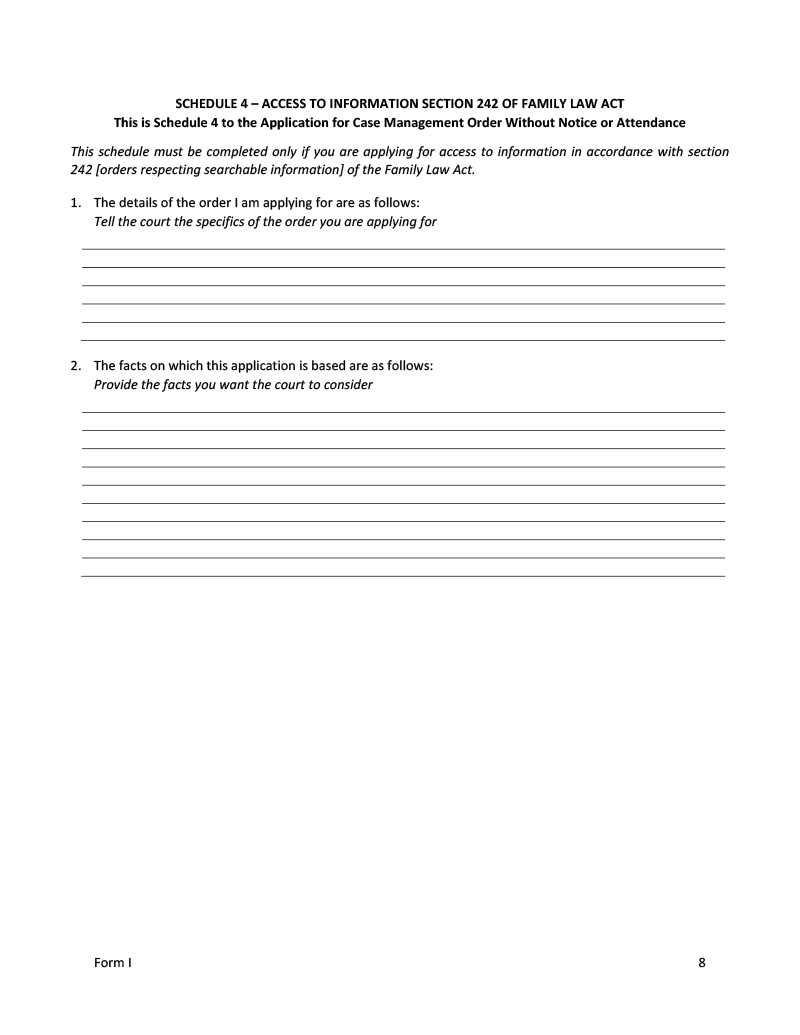 SCHEDULE 4 – ACCESS TO INFORMATION SECTION 242 OF FAMILY LAW ACT
This is Schedule 4 to the Application for Case Management Order Without Notice or Attendance
This schedule must be completed only if you are applying for access to information in accordance with section
242 [orders respecting searchable information] of the Family Law Act.
1. The details of the order I am applying for are as follows:
Tell the court the specifics of the order you are applying for
2. The facts on which this application is based are as follows:
Provide the facts you want the court to consider
Form I 8